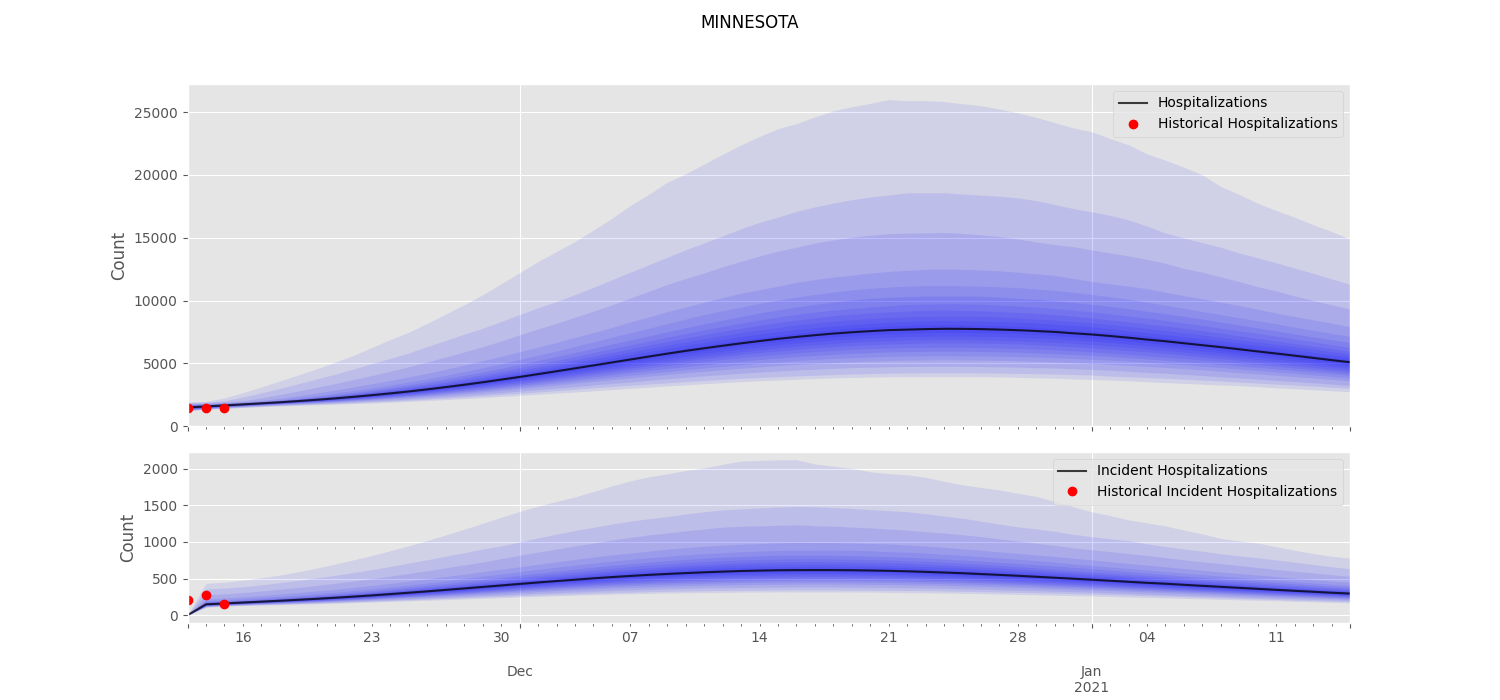 MINNESOTA
25000
20000
15000
10000
5000
0
Count
Hospitalizations
Historical Hospitalizations
2000
1500
1000
500
0
Count
Incident Hospitalizations
Historical Incident Hospitalizations
16 23 30 07 14 21 28 04 11
Dec Jan
2021